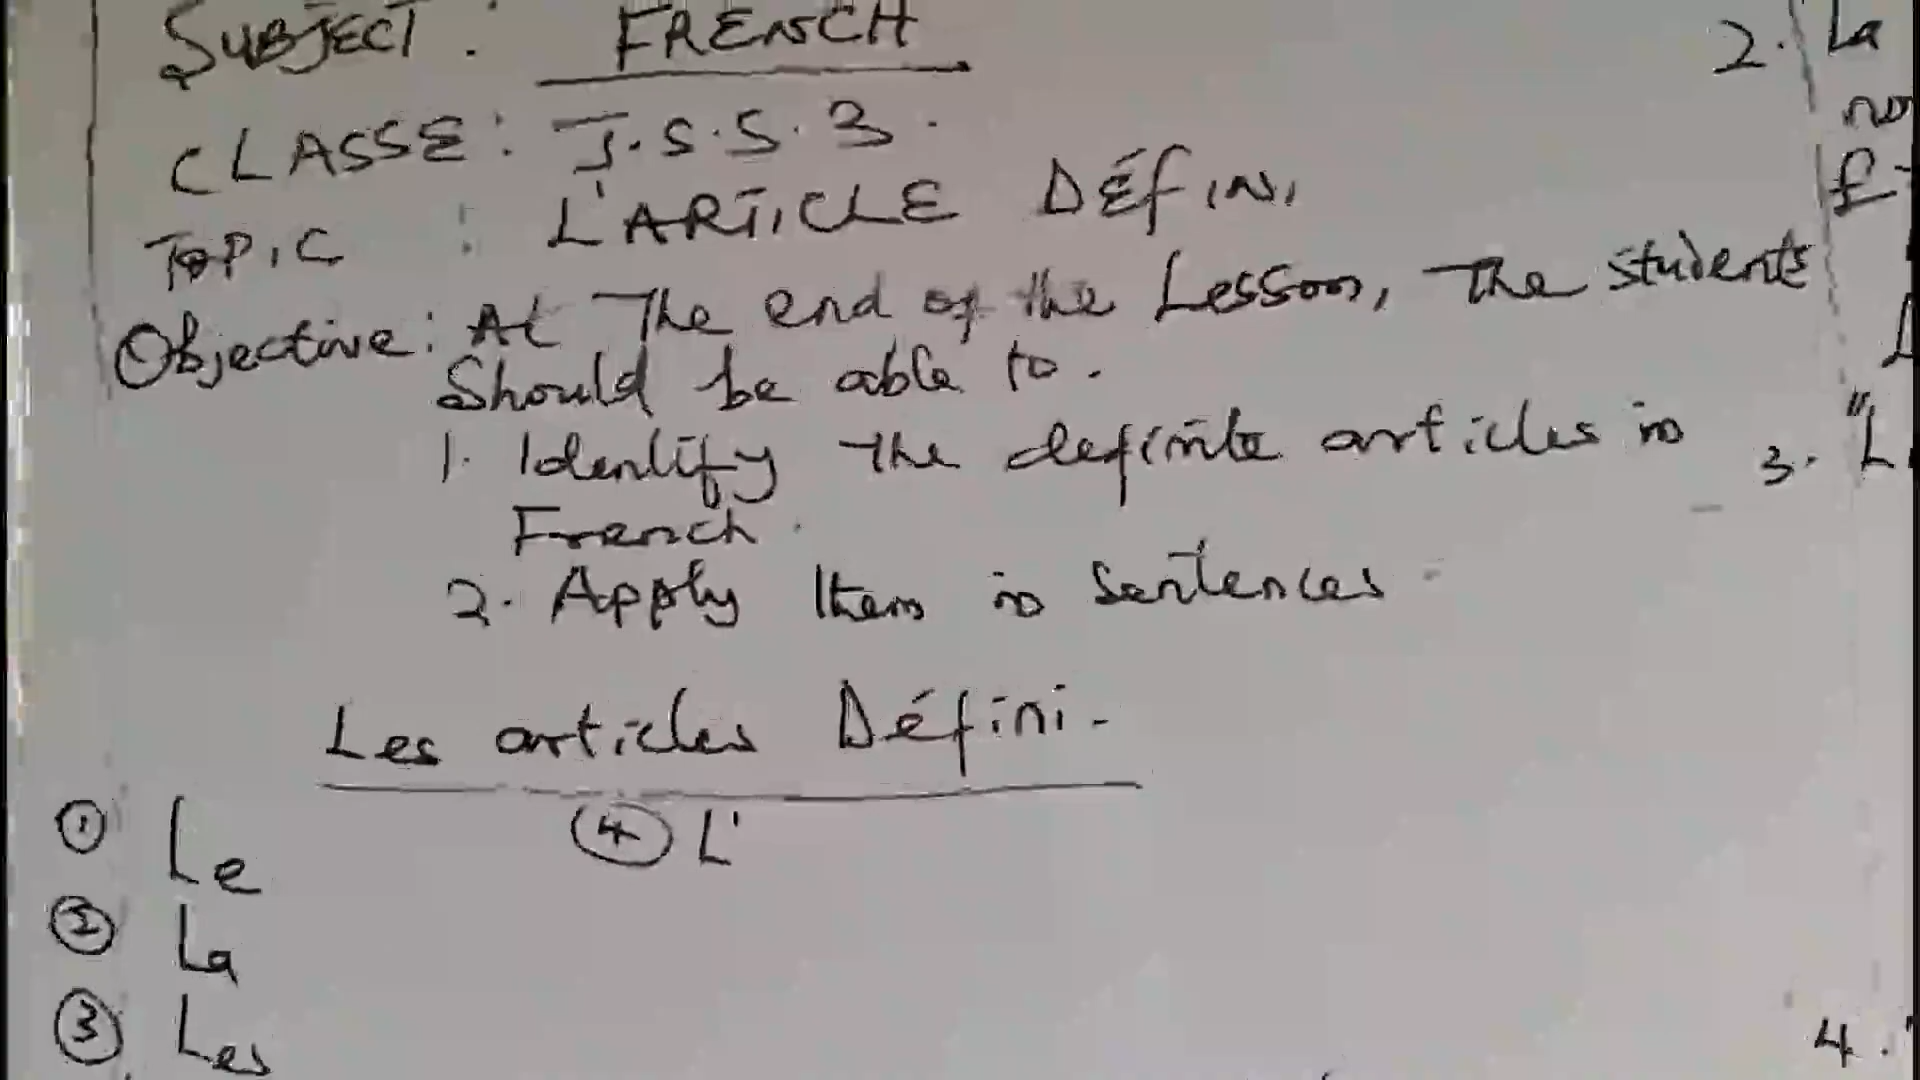 SUBJECT : FRENCH
CLASSE : J.S.S.3.
TOPIC : L'ARTICLE DÉFINI
Objective: At The end of the Lesson, The students
Should be able to.
1. Identify the definite articles in
French.
2. Apply them in sentences.
Les articles Défini.
① Le
④ L'
② La
③ Les
2. La
no
3. "L
4. "